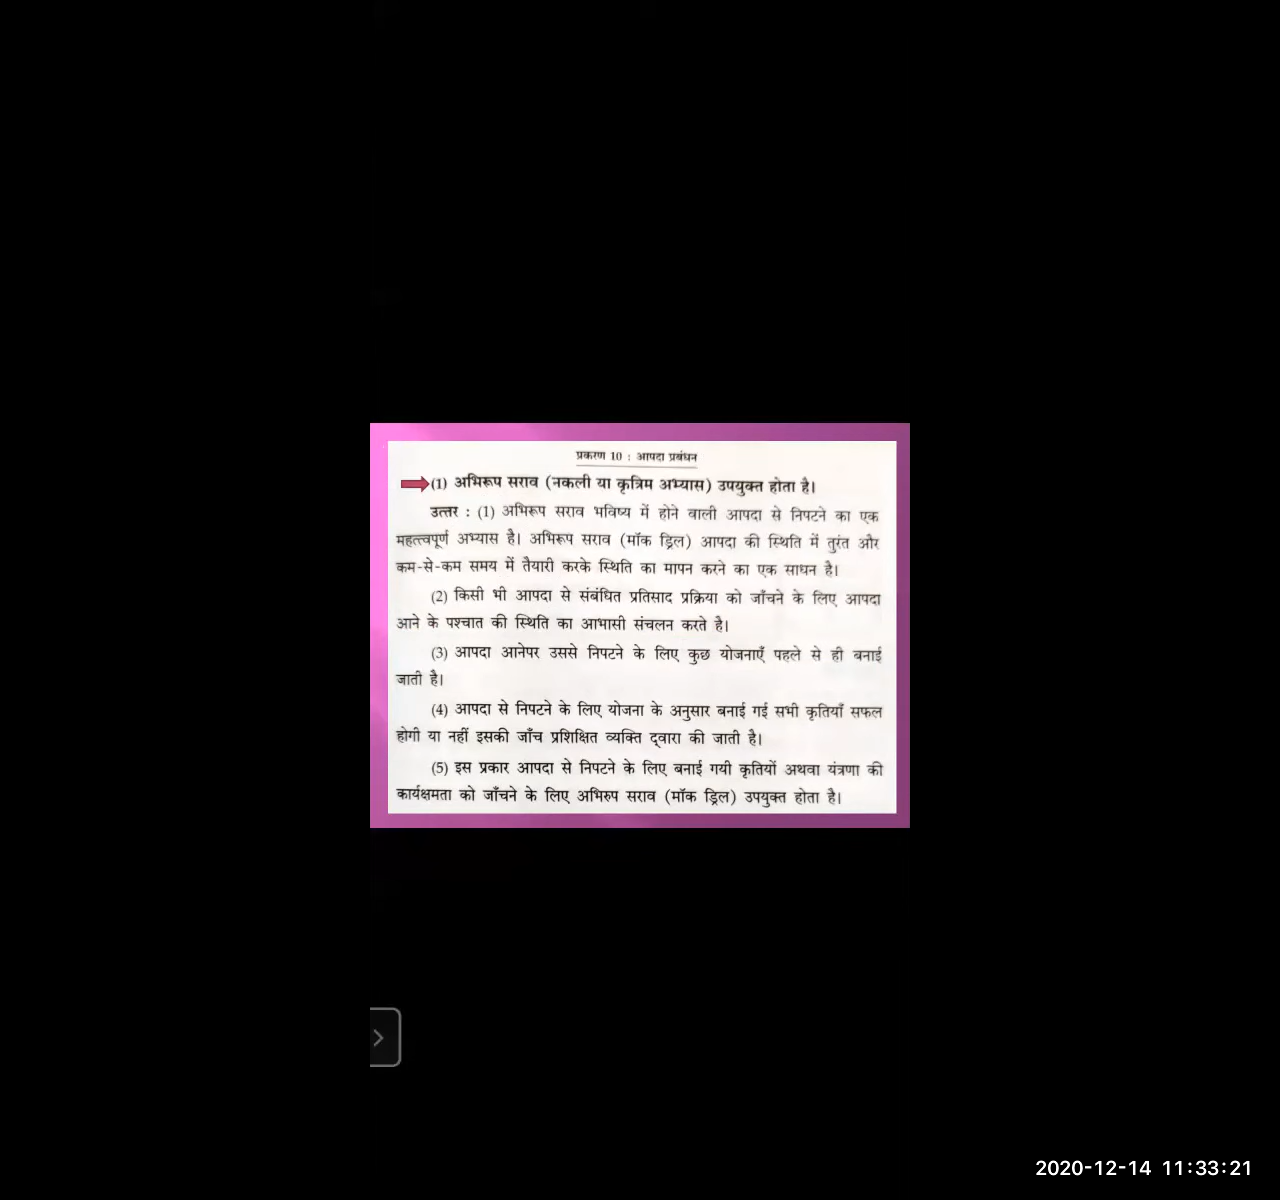 प्रकरण 10 : आपदा प्रबंधन
(1) अभिरूप सराव (नकली या कृत्रिम अभ्यास) उपयुक्त होता है।
उत्तर : (1) अभिरूप सराव भविष्य में होने वाली आपदा से निपटने का एक
महत्त्वपूर्ण अभ्यास है। अभिरूप सराव (मॉक ड्रिल) आपदा की स्थिति में तुरंत और
कम-से-कम समय में तैयारी करके स्थिति का मापन करने का एक साधन है।
(2) किसी भी आपदा से संबंधित प्रतिसाद प्रक्रिया को जाँचने के लिए आपदा
आने के पश्चात की स्थिति का आभासी संचलन करते है।
(3) आपदा आनेपर उससे निपटने के लिए कुछ योजनाएँ पहले से ही बनाई
जाती है।
(4) आपदा से निपटने के लिए योजना के अनुसार बनाई गई सभी कृतियाँ सफल
होगी या नहीं इसकी जाँच प्रशिक्षित व्यक्ति द्वारा की जाती है।
(5) इस प्रकार आपदा से निपटने के लिए बनाई गयी कृतियों अथवा यंत्रणा की
कार्यक्षमता को जाँचने के लिए अभिरुप सराव (मॉक ड्रिल) उपयुक्त होता है।
2020-12-14 11:33:21